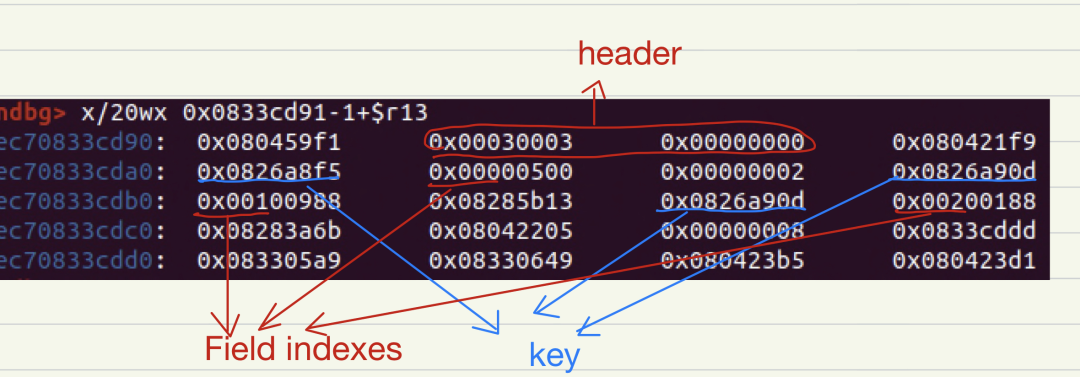 header
ndbg> x/20wx 0x0833cd91-1+$r13
ec70833cd90: 0x080459f1 0x00030003 0x00000000 0x080421f9
ec70833cda0: 0x0826a8f5 0x00000500 0x00000002 0x0826a90d
ec70833cdb0: 0x00100988 0x08285b13 0x0826a90d 0x00200188
ec70833cdc0: 0x08283a6b 0x08042205 0x00000008 0x0833cddd
ec70833cdd0: 0x083305a9 0x08330649 0x080423b5 0x080423d1
Field indexes
key